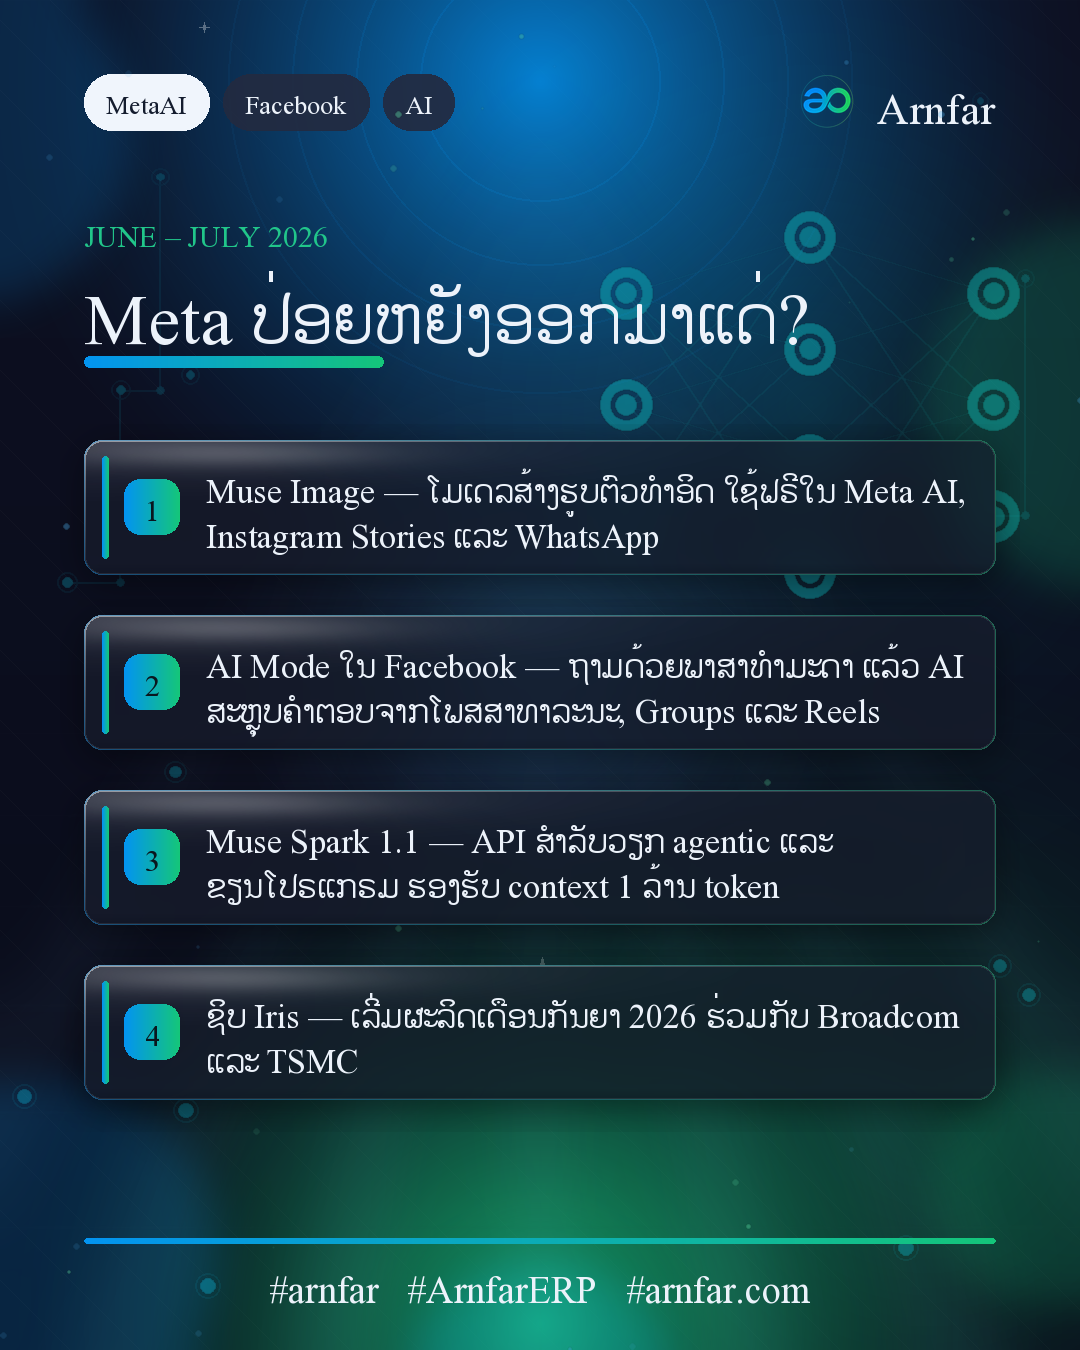 MetaAI Facebook AI
Arnfar
JUNE – JULY 2026
Meta ປ່ອຍຫຍັງອອກມາແດ່?
1
Muse Image — ໂມເດລສ້າງຮູບຕົວທຳອິດ ໃຊ້ຟຣີໃນ Meta AI,
Instagram Stories ແລະ WhatsApp
2
AI Mode ໃນ Facebook — ຖາມດ້ວຍພາສາທຳມະດາ ແລ້ວ AI
ສະຫຼຸບຄຳຕອບຈາກໂພສສາທາລະນະ, Groups ແລະ Reels
3
Muse Spark 1.1 — API ສຳລັບວຽກ agentic ແລະ
ຂຽນໂປຣແກຣມ ຮອງຮັບ context 1 ລ້ານ token
4
ຊິບ Iris — ເລີ່ມຜະລິດເດືອນກັນຍາ 2026 ຮ່ວມກັບ Broadcom
ແລະ TSMC
#arnfar #ArnfarERP #arnfar.com